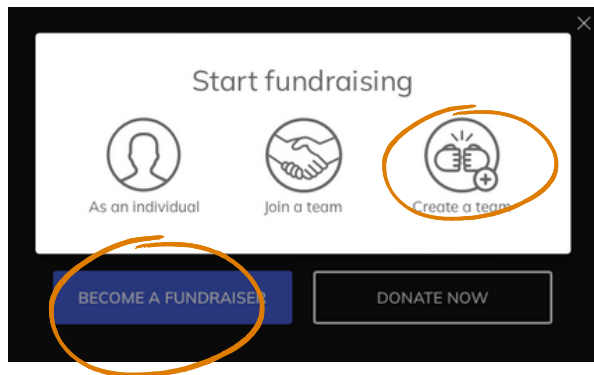 Start fundraising
As an individual
Join a team
Create a team
BECOME A FUNDRAISER
DONATE NOW